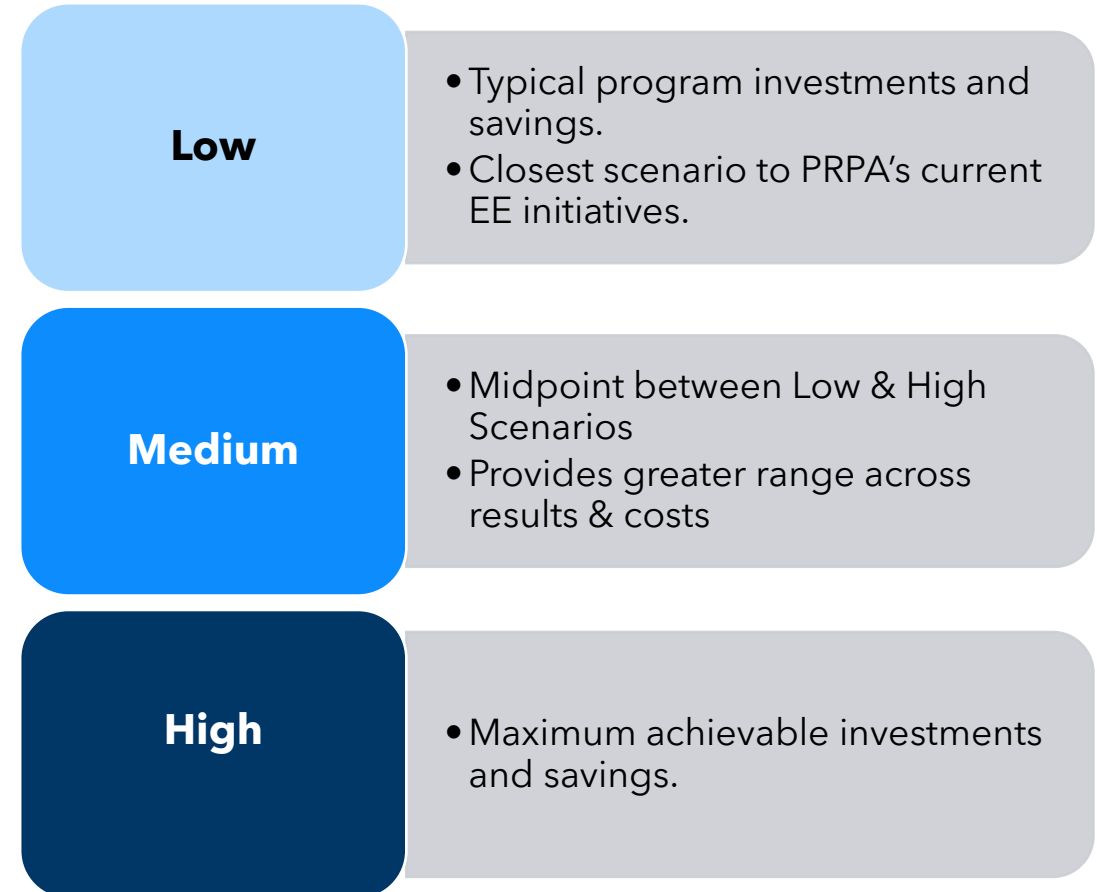 Low
• Typical program investments and
savings.
• Closest scenario to PRPA’s current
EE initiatives.
Medium
• Midpoint between Low & High
Scenarios
• Provides greater range across
results & costs
High
• Maximum achievable investments
and savings.